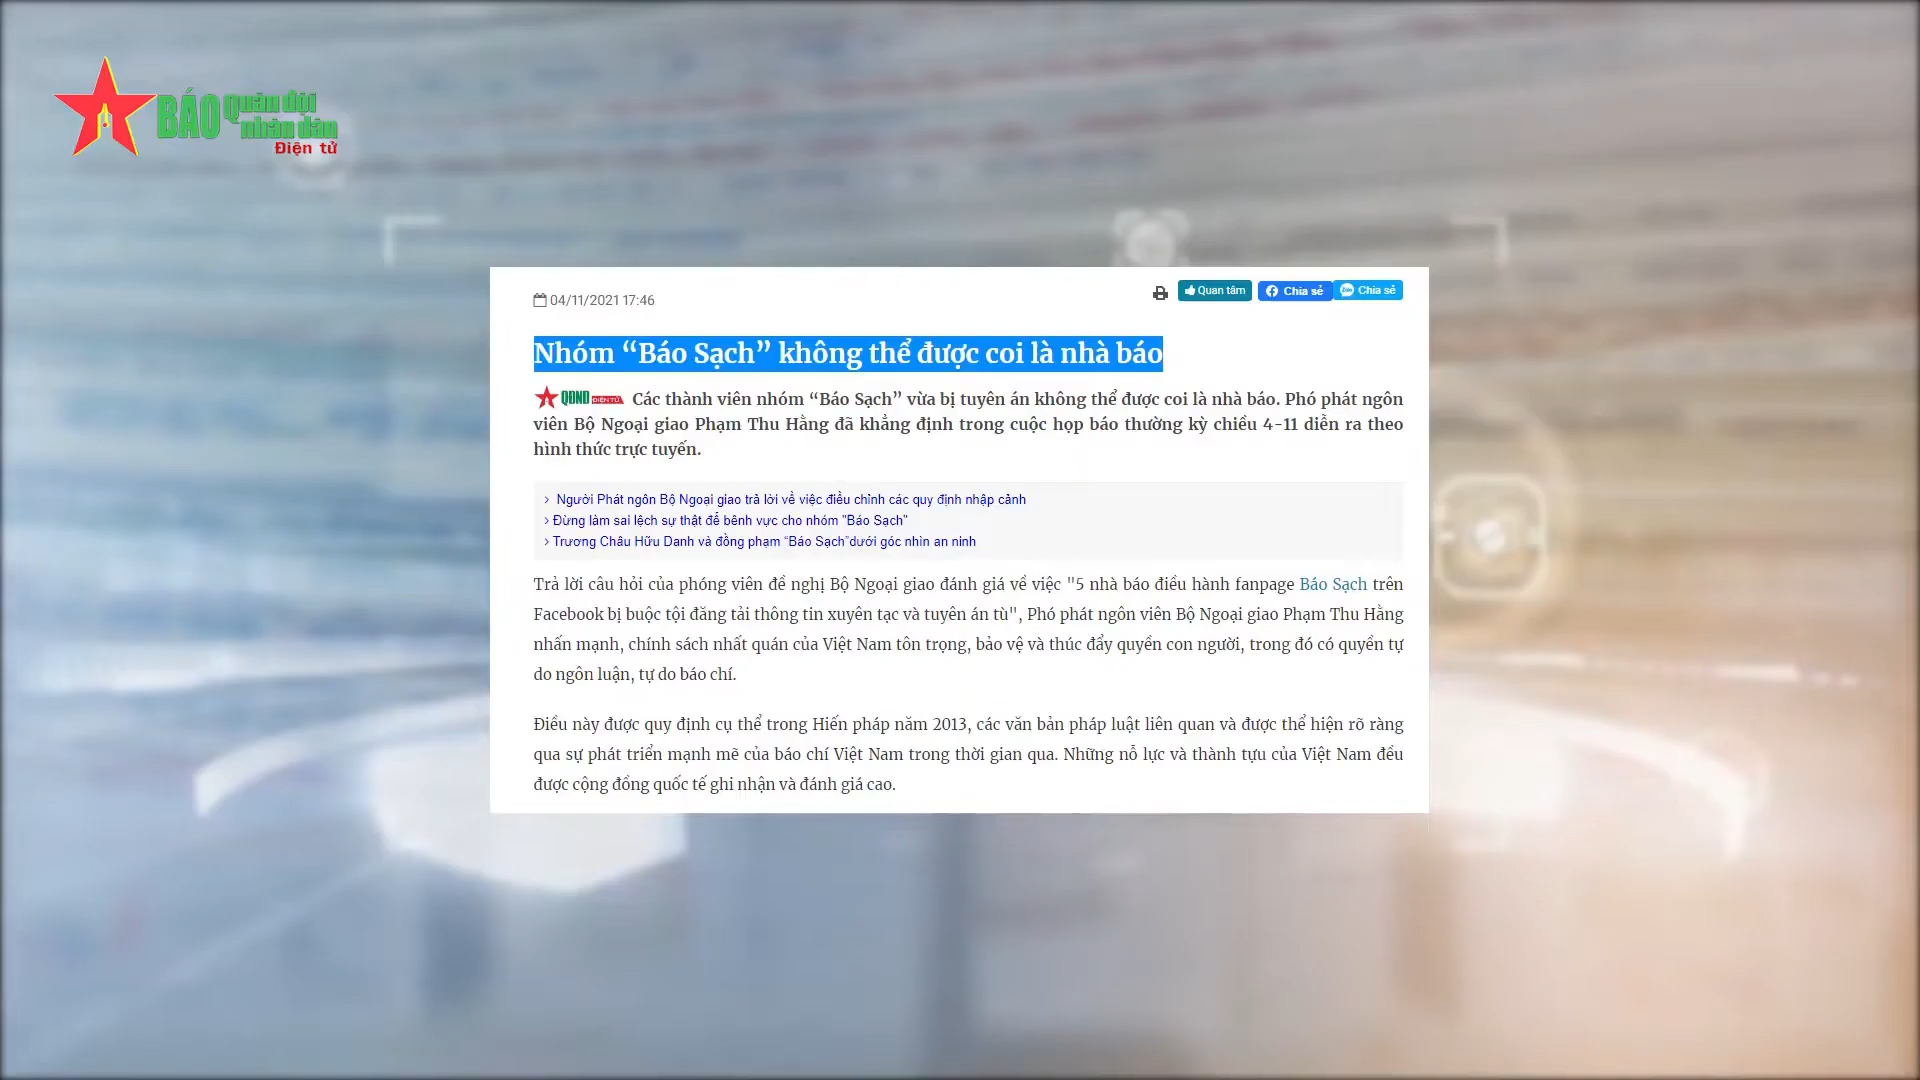 BÁO Quân đội
nhân dân
Điện tử
04/11/2021 17:46
Quan tâm
Chia sẻ
Chia sẻ
Nhóm “Báo Sạch” không thể được coi là nhà báo
QĐND ĐIỆN TỬ Các thành viên nhóm “Báo Sạch” vừa bị tuyên án không thể được coi là nhà báo. Phó phát ngôn
viên Bộ Ngoại giao Phạm Thu Hằng đã khẳng định trong cuộc họp báo thường kỳ chiều 4-11 diễn ra theo
hình thức trực tuyến.
› Người Phát ngôn Bộ Ngoại giao trả lời về việc điều chỉnh các quy định nhập cảnh
› Đừng làm sai lệch sự thật để bênh vực cho nhóm "Báo Sạch"
› Trương Châu Hữu Danh và đồng phạm “Báo Sạch”dưới góc nhìn an ninh
Trả lời câu hỏi của phóng viên đề nghị Bộ Ngoại giao đánh giá về việc "5 nhà báo điều hành fanpage Báo Sạch trên
Facebook bị buộc tội đăng tải thông tin xuyên tạc và tuyên án tù", Phó phát ngôn viên Bộ Ngoại giao Phạm Thu Hằng
nhấn mạnh, chính sách nhất quán của Việt Nam tôn trọng, bảo vệ và thúc đẩy quyền con người, trong đó có quyền tự
do ngôn luận, tự do báo chí.
Điều này được quy định cụ thể trong Hiến pháp năm 2013, các văn bản pháp luật liên quan và được thể hiện rõ ràng
qua sự phát triển mạnh mẽ của báo chí Việt Nam trong thời gian qua. Những nỗ lực và thành tựu của Việt Nam đều
được cộng đồng quốc tế ghi nhận và đánh giá cao.